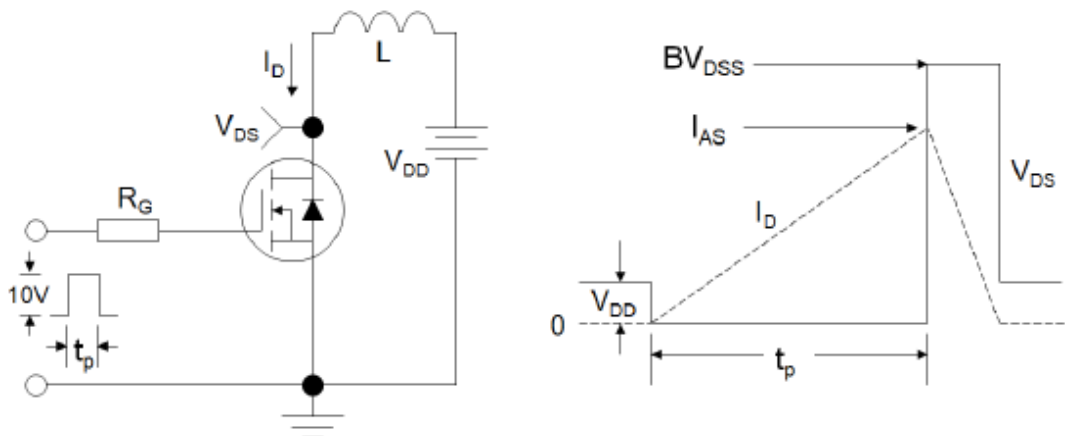 I_D
L
V_DS
V_DD
R_G
10V
t_p
BV_DSS
I_AS
V_DS
I_D
V_DD
0
t_p